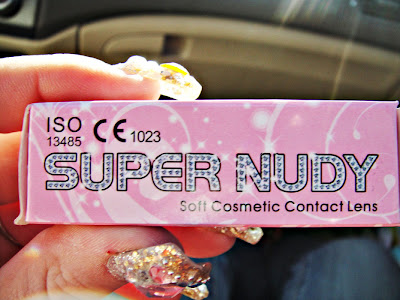 ISO CE 1023
13485
SUPER NUDY
Soft Cosmetic Contact Lens